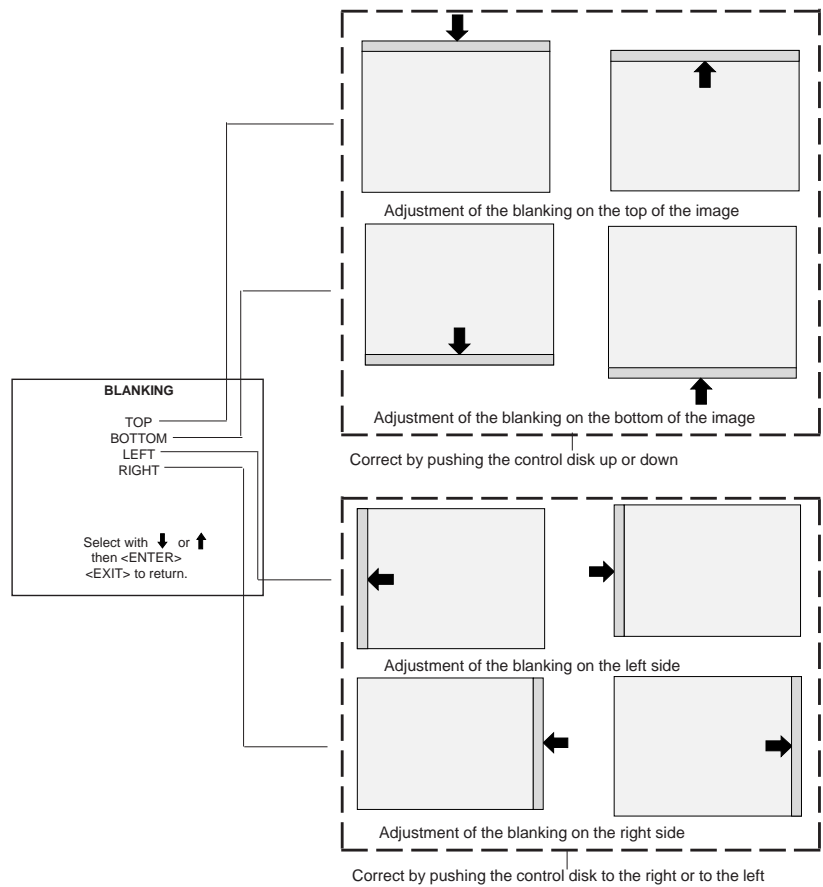 Adjustment of the blanking on the top of the image
Adjustment of the blanking on the bottom of the image
Correct by pushing the control disk up or down
BLANKING
TOP
BOTTOM
LEFT
RIGHT
Select with or
then <ENTER>
<EXIT> to return.
Adjustment of the blanking on the left side
Adjustment of the blanking on the right side
Correct by pushing the control disk to the right or to the left